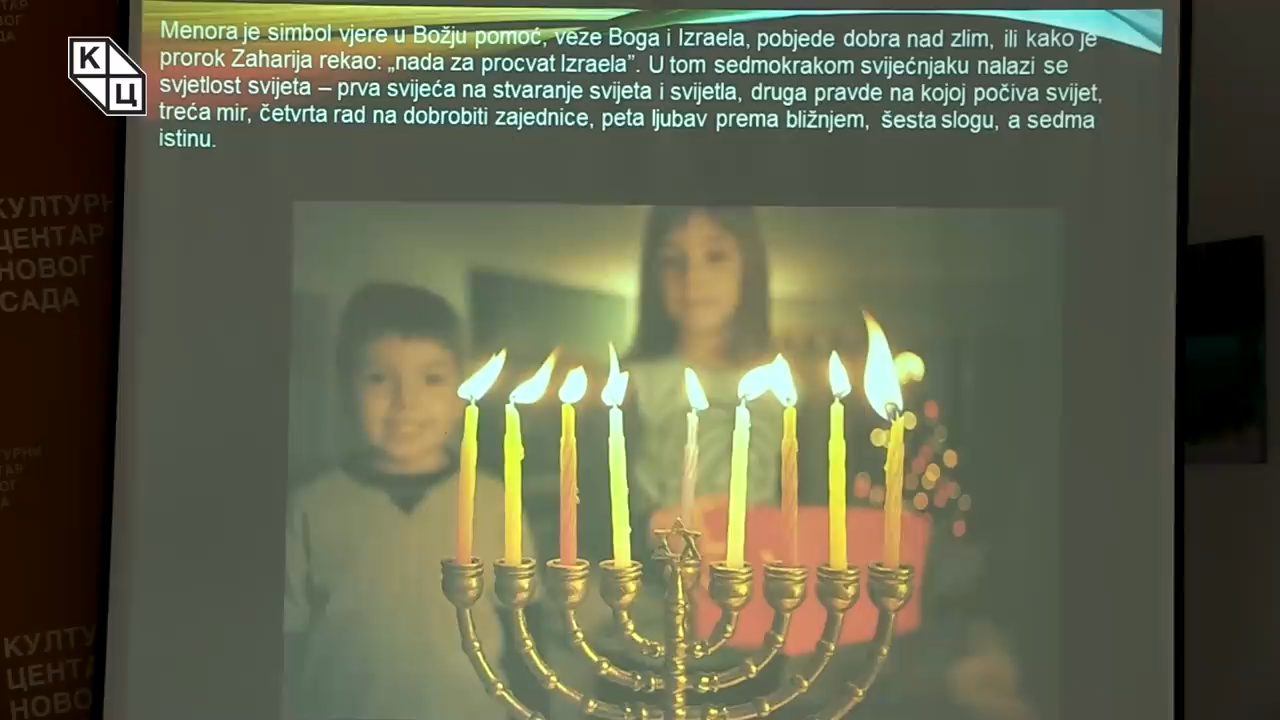 Menora je simbol vjere u Božju pomoć, veze Boga i Izraela, pobjede dobra nad zlim, ili kako je
prorok Zaharija rekao: „nada za procvat Izraela”. U tom sedmokrakom svijećnjaku nalazi se
svjetlost svijeta – prva svijeća na stvaranje svijeta i svijetla, druga pravde na kojoj počiva svijet,
treća mir, četvrta rad na dobrobiti zajednice, peta ljubav prema bližnjem, šesta slogu, a sedma
istinu.
К
Ц
КУЛТУРН
ЦЕНТАР
НОВОГ
САДА
КУЛТУ
ЦЕНТА
НОВО